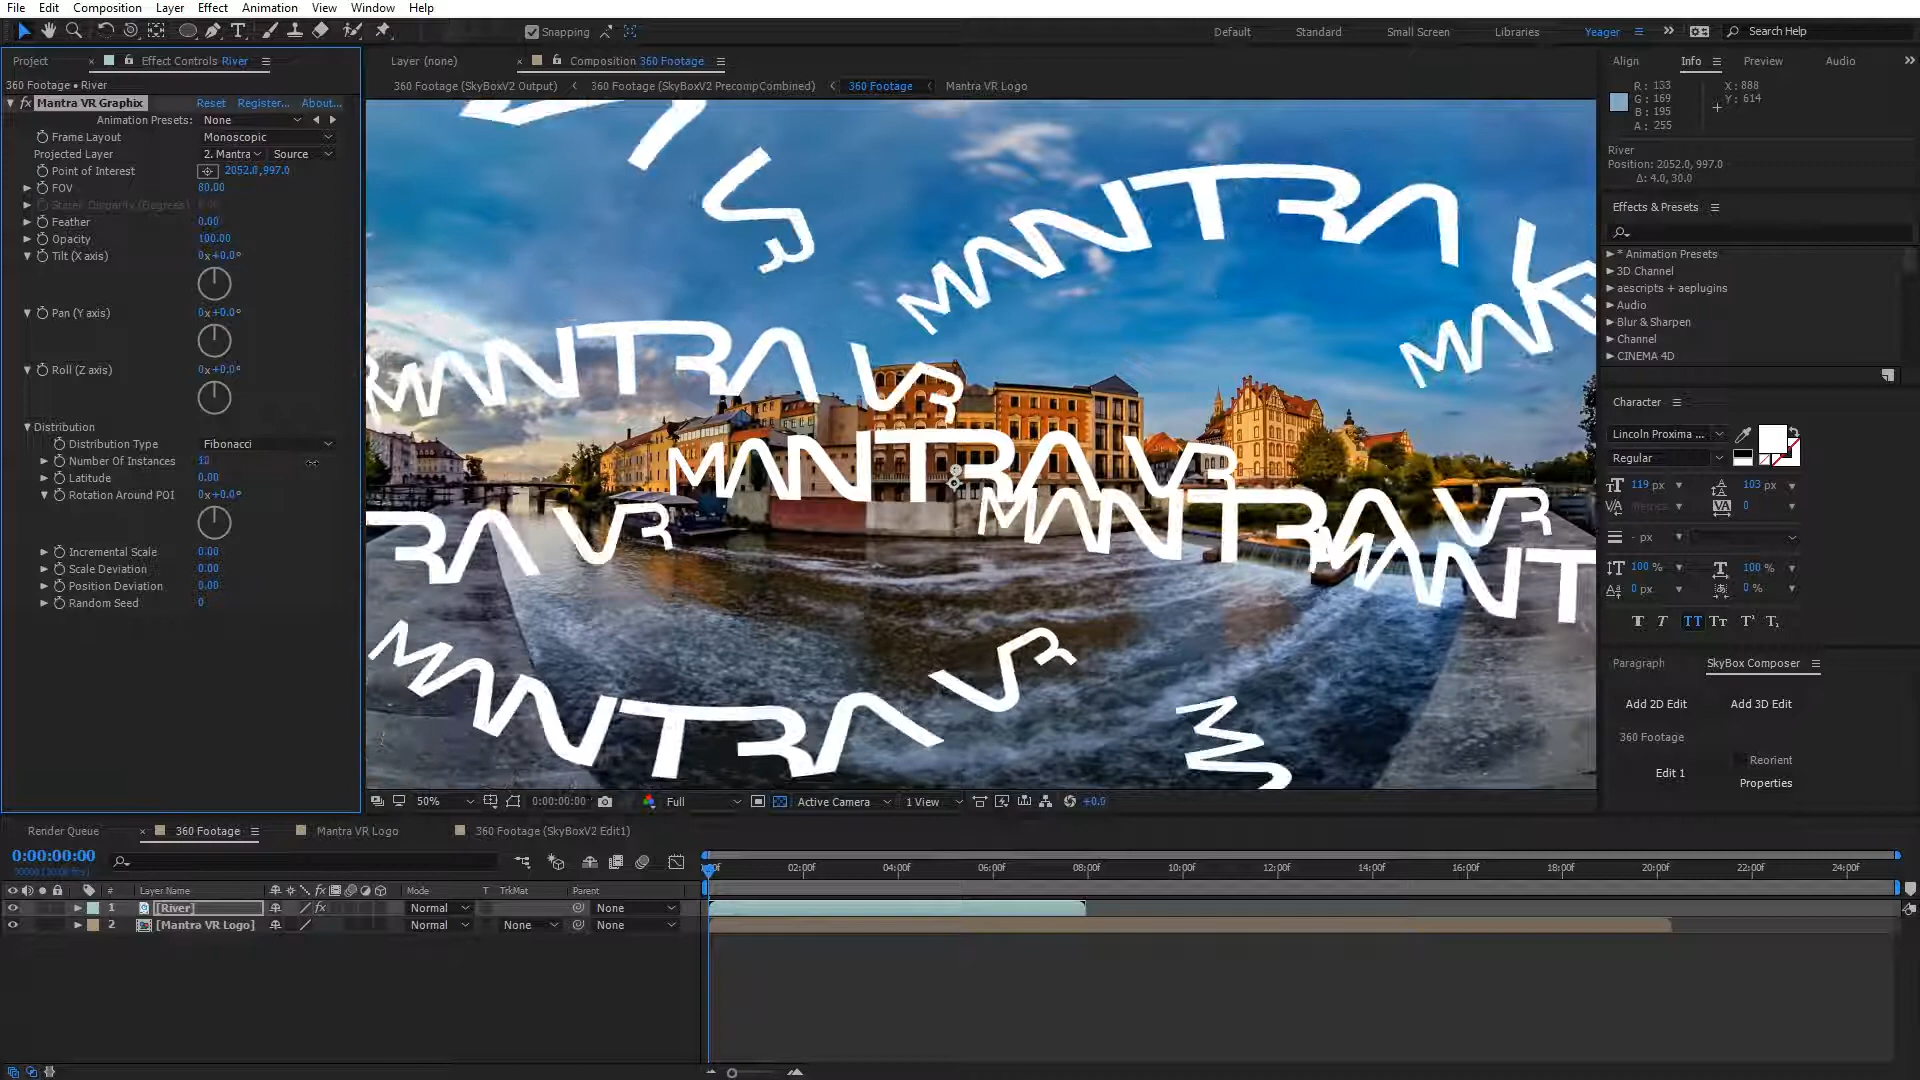 File Edit Composition Layer Effect Animation View Window Help
Snapping
Default Standard Small Screen Libraries Yeager Search Help
Project Effect Controls River
Layer (none) Composition 360 Footage
Align Info Preview Audio
360 Footage • River
360 Footage (SkyBoxV2 Output) 360 Footage (SkyBoxV2 PrecompCombined) 360 Footage Mantra VR Logo
fx Mantra VR Graphix Reset Register... About...
Animation Presets: None
Frame Layout Monoscopic
Projected Layer 2. Mantra Source
Point of Interest 2052.0,997.0
FOV 80.00
Feather 0.00
Opacity 100.00
Tilt (X axis) 0x+0.0°
Pan (Y axis) 0x+0.0°
Roll (Z axis) 0x+0.0°
Distribution
Distribution Type Fibonacci
Number Of Instances
Latitude 0.00
Rotation Around POI 0x+0.0°
Incremental Scale 0.00
Scale Deviation 0.00
Position Deviation 0.00
Random Seed 0
VR
MANTRA
MANTRA VR
MANTRA VR
MANTRA VR
RA VR
MANT
MANTRA VR
R : 133 X : 888
G : 169 Y : 614
B : 195
A : 255
River
Position: 2052.0, 997.0
Δ: 4.0, 30.0
Effects & Presets
* Animation Presets
3D Channel
aescripts + aeplugins
Audio
Blur & Sharpen
Channel
CINEMA 4D
Character
Lincoln Proxima ...
Regular
119 px 103 px
Metrics 0
- px
100 % 100 %
0 px 0 %
T T TT Tt T' T,
Paragraph SkyBox Composer
Add 2D Edit Add 3D Edit
360 Footage
Reorient
Edit 1
Properties
50% 0:00:00:00 Full Active Camera 1 View +0.0
Render Queue 360 Footage Mantra VR Logo 360 Footage (SkyBoxV2 Edit1)
0:00:00:00
02:00f 04:00f 06:00f 08:00f 10:00f 12:00f 14:00f 16:00f 18:00f 20:00f 22:00f 24:00f
# Layer Name Mode T TrkMat Parent
1 [River] fx Normal None
2 [Mantra VR Logo] Normal None None